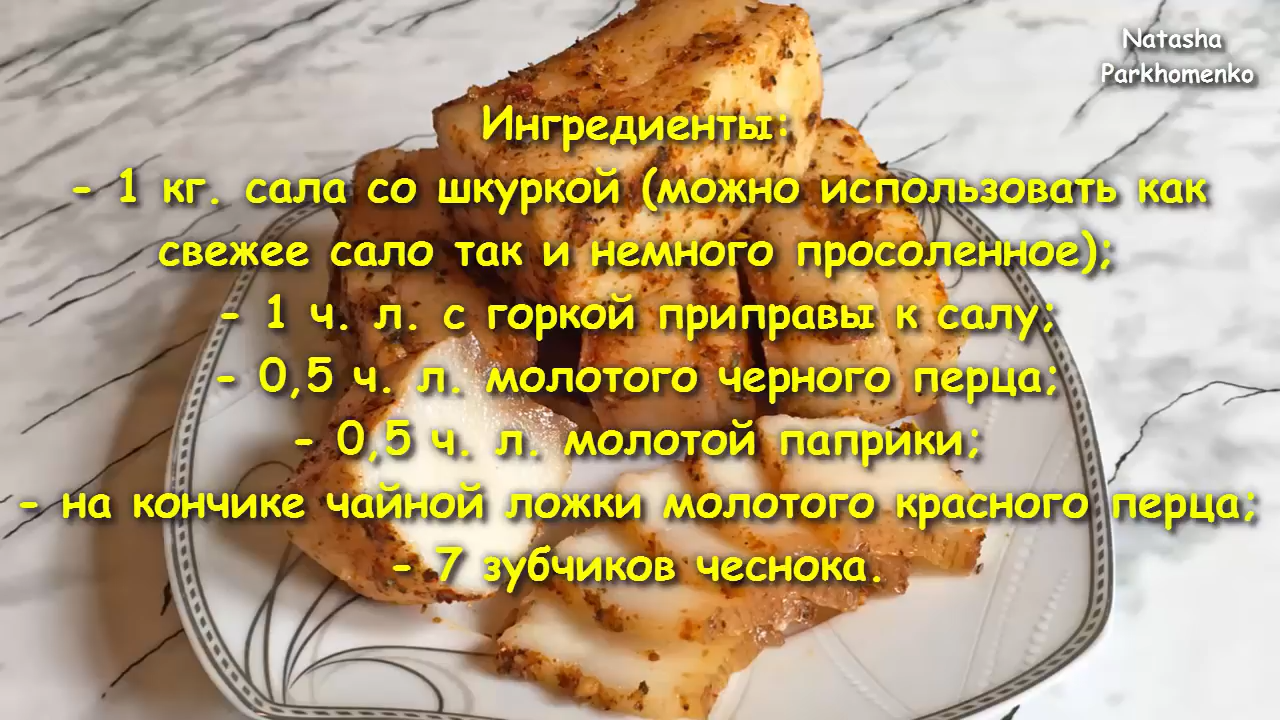 Natasha
Parkhomenko
Ингредиенты:
- 1 кг. сала со шкуркой (можно использовать как
свежее сало так и немного просоленное);
- 1 ч. л. с горкой приправы к салу;
- 0,5 ч. л. молотого черного перца;
- 0,5 ч. л. молотой паприки;
- на кончике чайной ложки молотого красного перца;
- 7 зубчиков чеснока.